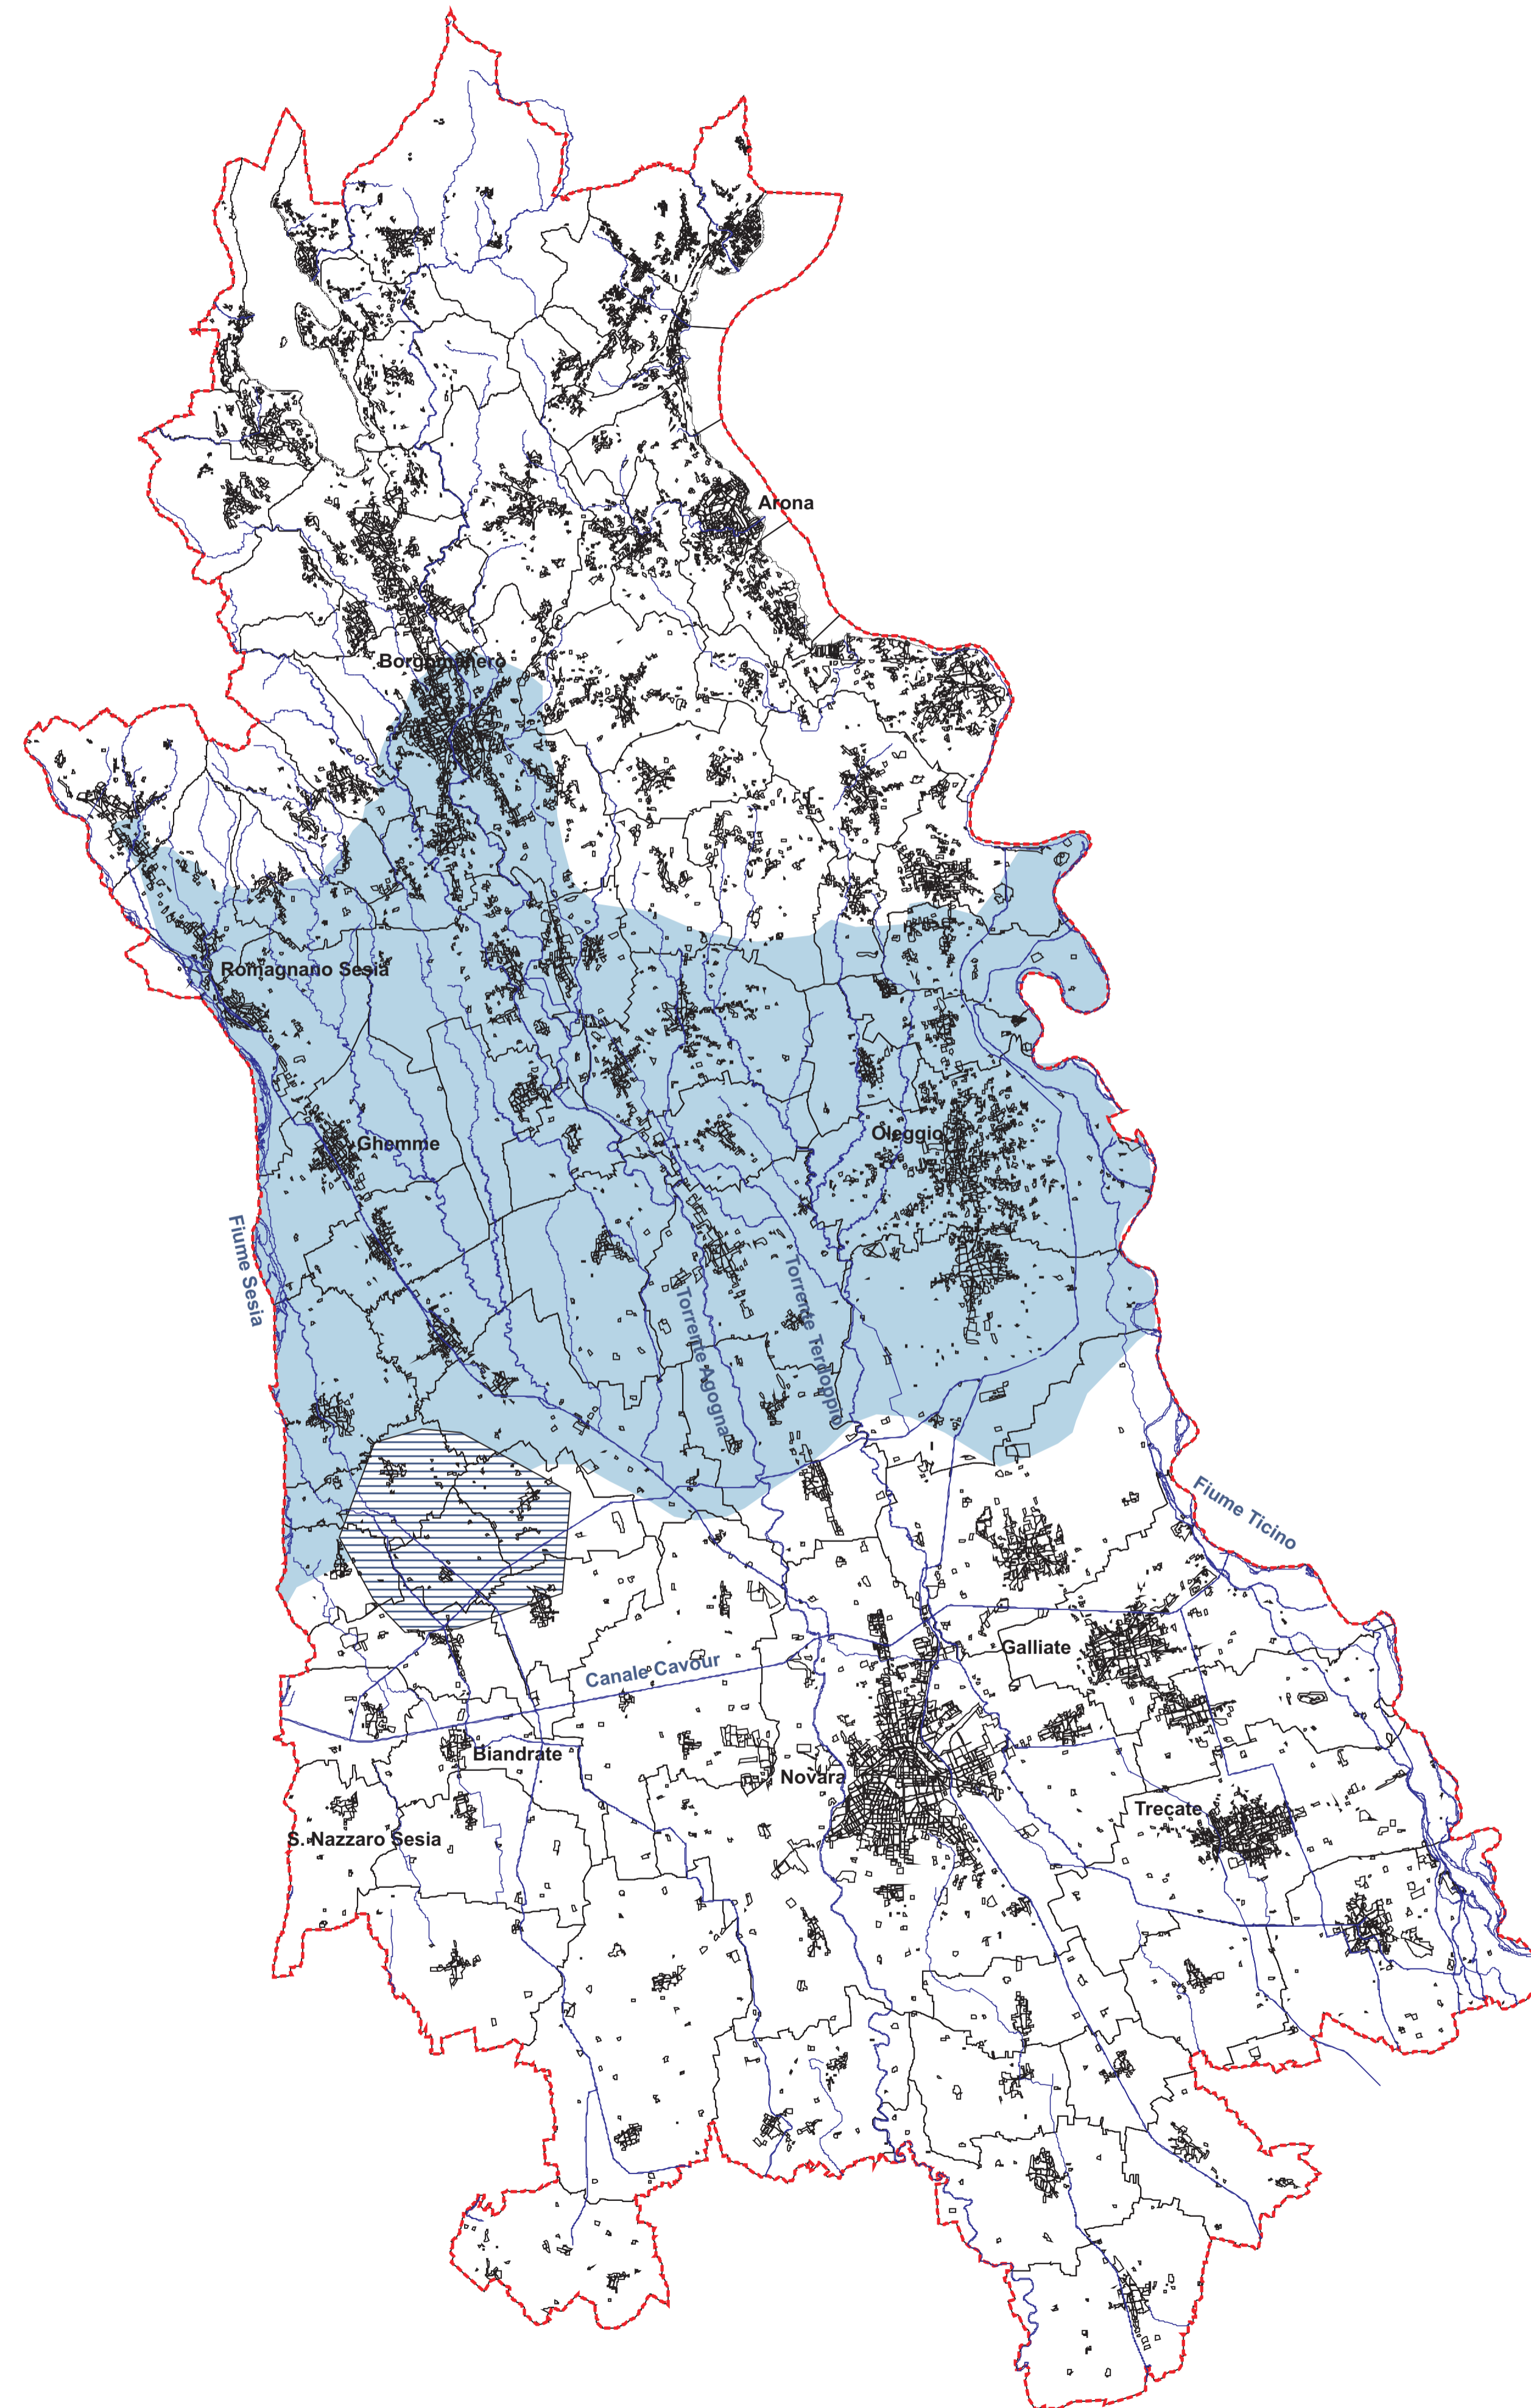 Arona
Borgomanero
Romagnano Sesia
Ghemme
Oleggio
Fiume Sesia
Torrente Agogna
Torrente Terdoppio
Fiume Ticino
Galliate
Canale Cavour
Biandrate
Novara
Trecate
S. Nazzaro Sesia